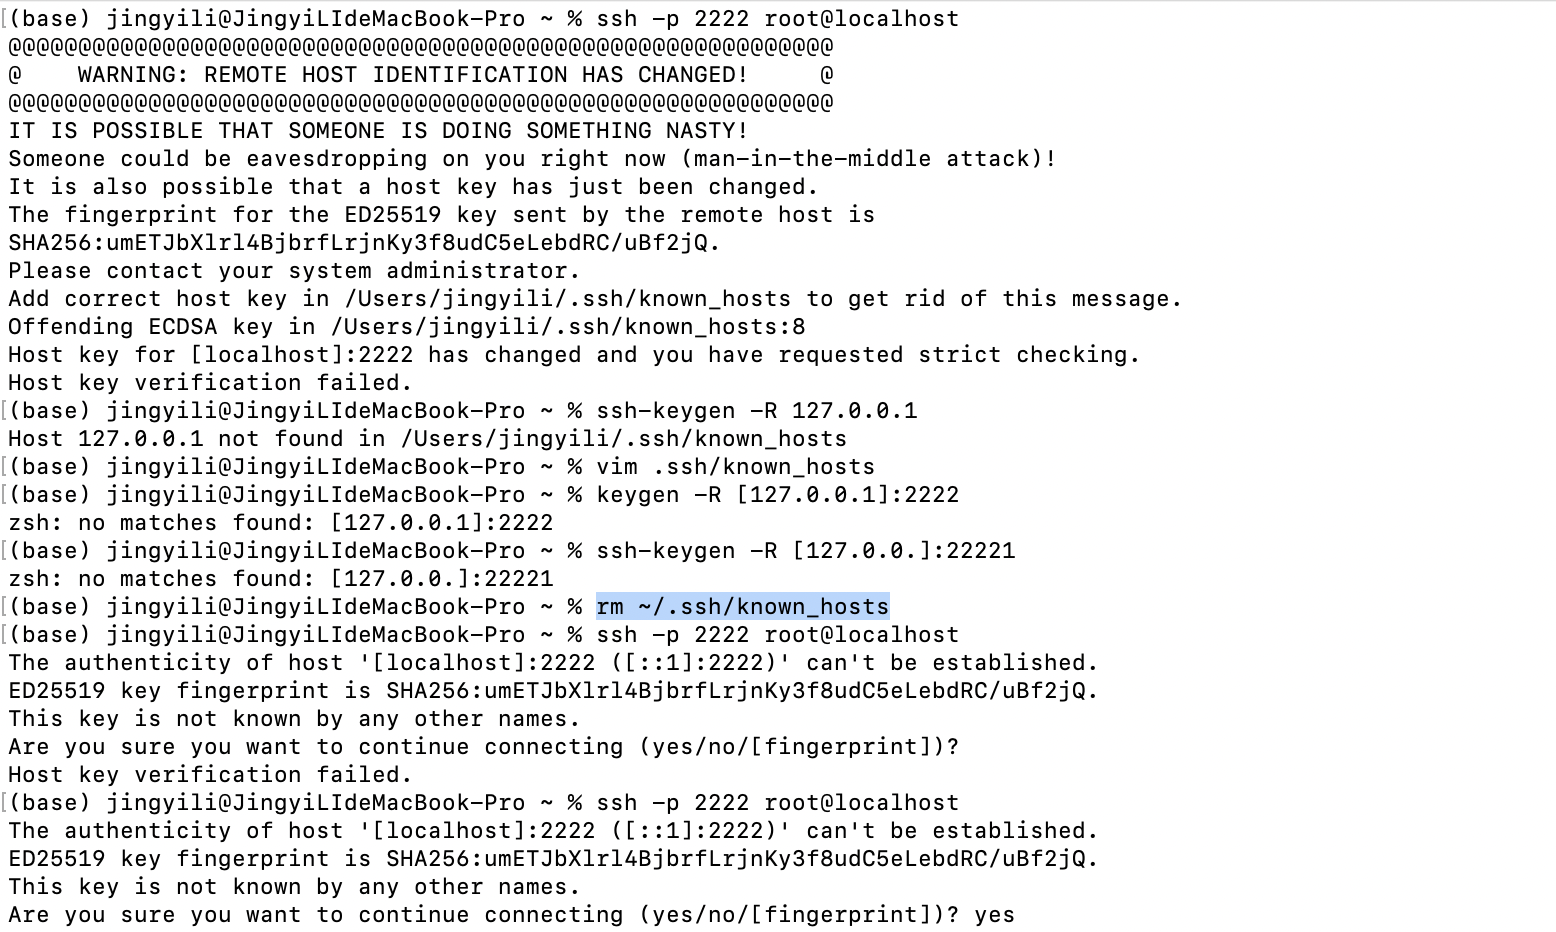 (base) jingyili@JingyiLIdeMacBook-Pro ~ % ssh -p 2222 root@localhost
@@@@@@@@@@@@@@@@@@@@@@@@@@@@@@@@@@@@@@@@@@@@@@@@@@@@@@@@@@@
@    WARNING: REMOTE HOST IDENTIFICATION HAS CHANGED!     @
@@@@@@@@@@@@@@@@@@@@@@@@@@@@@@@@@@@@@@@@@@@@@@@@@@@@@@@@@@@
IT IS POSSIBLE THAT SOMEONE IS DOING SOMETHING NASTY!
Someone could be eavesdropping on you right now (man-in-the-middle attack)!
It is also possible that a host key has just been changed.
The fingerprint for the ED25519 key sent by the remote host is
SHA256:umETJbXlrl4BjbrfLrjnKy3f8udC5eLebdRC/uBf2jQ.
Please contact your system administrator.
Add correct host key in /Users/jingyili/.ssh/known_hosts to get rid of this message.
Offending ECDSA key in /Users/jingyili/.ssh/known_hosts:8
Host key for [localhost]:2222 has changed and you have requested strict checking.
Host key verification failed.
(base) jingyili@JingyiLIdeMacBook-Pro ~ % ssh-keygen -R 127.0.0.1
Host 127.0.0.1 not found in /Users/jingyili/.ssh/known_hosts
(base) jingyili@JingyiLIdeMacBook-Pro ~ % vim .ssh/known_hosts
(base) jingyili@JingyiLIdeMacBook-Pro ~ % keygen -R [127.0.0.1]:2222
zsh: no matches found: [127.0.0.1]:2222
(base) jingyili@JingyiLIdeMacBook-Pro ~ % ssh-keygen -R [127.0.0.]:22221
zsh: no matches found: [127.0.0.]:22221
(base) jingyili@JingyiLIdeMacBook-Pro ~ % rm ~/.ssh/known_hosts
(base) jingyili@JingyiLIdeMacBook-Pro ~ % ssh -p 2222 root@localhost
The authenticity of host '[localhost]:2222 ([::1]:2222)' can't be established.
ED25519 key fingerprint is SHA256:umETJbXlrl4BjbrfLrjnKy3f8udC5eLebdRC/uBf2jQ.
This key is not known by any other names.
Are you sure you want to continue connecting (yes/no/[fingerprint])?
Host key verification failed.
(base) jingyili@JingyiLIdeMacBook-Pro ~ % ssh -p 2222 root@localhost
The authenticity of host '[localhost]:2222 ([::1]:2222)' can't be established.
ED25519 key fingerprint is SHA256:umETJbXlrl4BjbrfLrjnKy3f8udC5eLebdRC/uBf2jQ.
This key is not known by any other names.
Are you sure you want to continue connecting (yes/no/[fingerprint])? yes